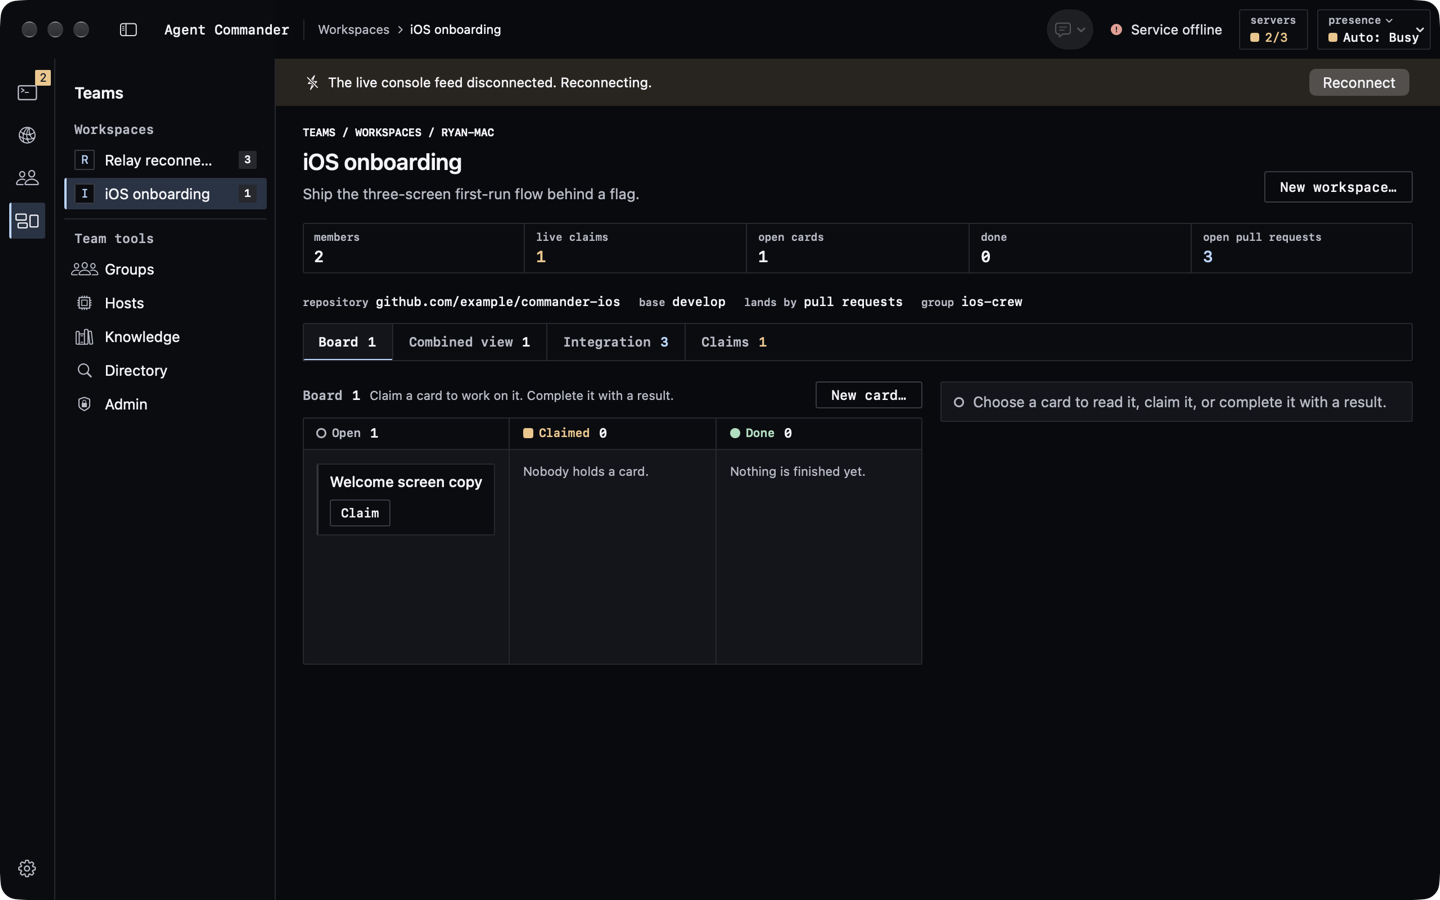 Agent Commander
Workspaces > iOS onboarding
Service offline
servers
2/3
presence
Auto: Busy
2
Teams
Workspaces
R Relay reconne... 3
I iOS onboarding 1
Team tools
Groups
Hosts
Knowledge
Directory
Admin
The live console feed disconnected. Reconnecting.
Reconnect
TEAMS / WORKSPACES / RYAN-MAC
iOS onboarding
Ship the three-screen first-run flow behind a flag.
New workspace…
members
2
live claims
1
open cards
1
done
0
open pull requests
3
repository github.com/example/commander-ios base develop lands by pull requests group ios-crew
Board 1
Combined view 1
Integration 3
Claims 1
Board 1 Claim a card to work on it. Complete it with a result.
New card…
Open 1
Claimed 0
Done 0
Welcome screen copy
Claim
Nobody holds a card.
Nothing is finished yet.
Choose a card to read it, claim it, or complete it with a result.